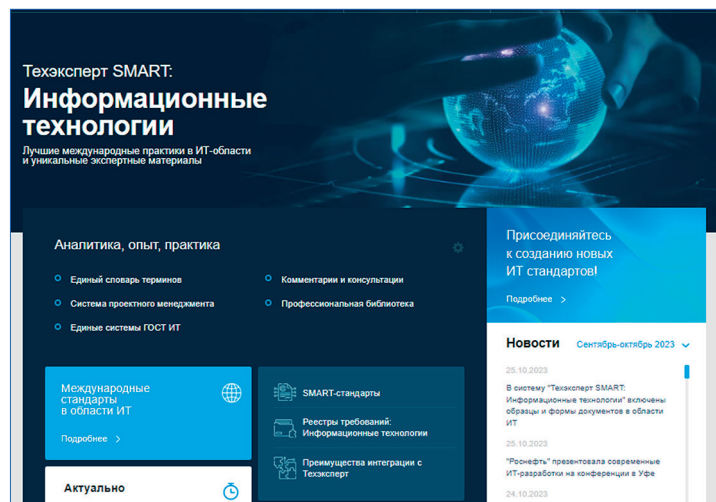 Техэксперт SMART:
Информационные
технологии
Лучшие международные практики в ИТ-области
и уникальные экспертные материалы
Аналитика, опыт, практика
Единый словарь терминов
Система проектного менеджмента
Единые системы ГОСТ ИТ
Комментарии и консультации
Профессиональная библиотека
Присоединяйтесь
к созданию новых
ИТ стандартов!
Подробнее >
Международные
стандарты
в области ИТ
Подробнее >
SMART-стандарты
Реестры требований:
Информационные технологии
Преимущества интеграции с
Техэксперт
Актуально
Новости Сентябрь-октябрь 2023
25.10.2023
В систему "Техэксперт SMART:
Информационные технологии" включены
образцы и формы документов в области
ИТ
25.10.2023
"Роснефть" презентовала современные
ИТ-разработки на конференции в Уфе
24.10.2023